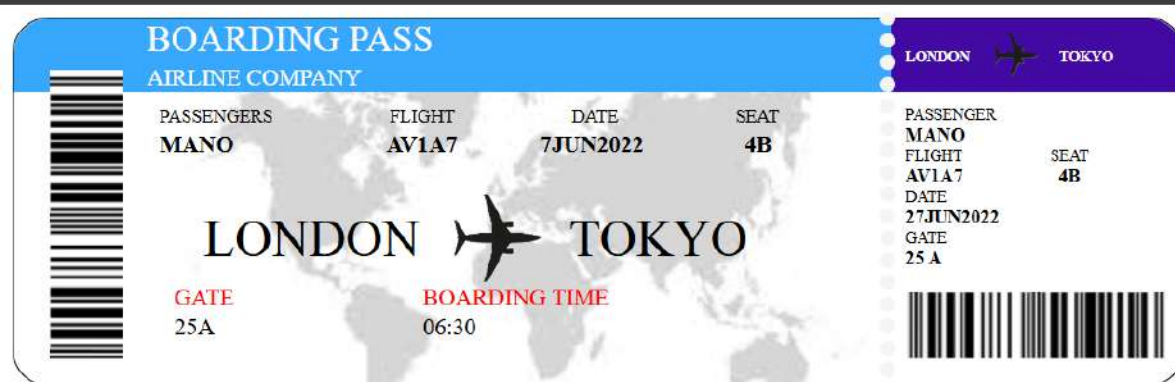 BOARDING PASS
AIRLINE COMPANY
PASSENGERS FLIGHT DATE SEAT
MANO AV1A7 7JUN2022 4B
LONDON TOKYO
GATE BOARDING TIME
25A 06:30
LONDON TOKYO
PASSENGER
MANO
FLIGHT SEAT
AV1A7 4B
DATE
27JUN2022
GATE
25 A